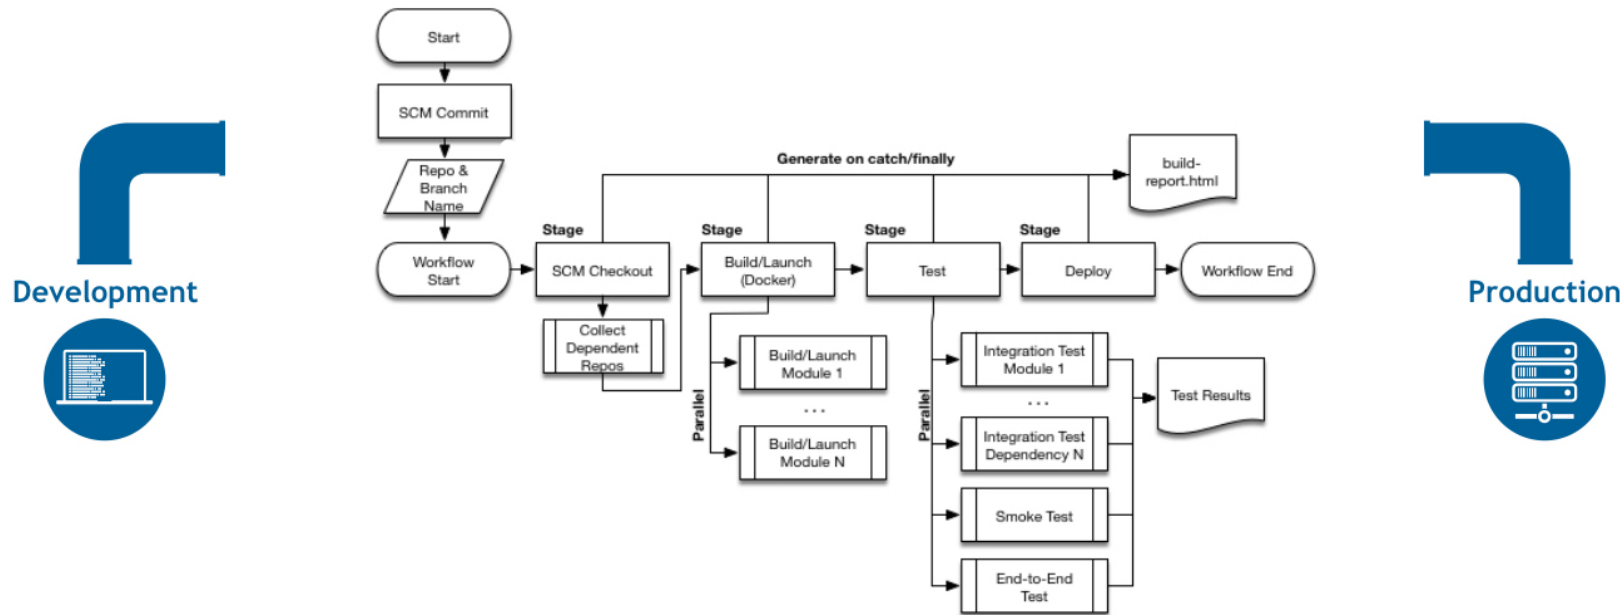 Start
SCM Commit
Repo &
Branch
Name
Workflow
Start
Generate on catch/finally
build-
report.html
Stage
SCM Checkout
Stage
Build/Launch
(Docker)
Stage
Test
Stage
Deploy
Workflow End
Collect
Dependent
Repos
Parallel
Build/Launch
Module 1
...
Build/Launch
Module N
Parallel
Integration Test
Module 1
...
Integration Test
Dependency N
Smoke Test
End-to-End
Test
Test Results
Development
Production